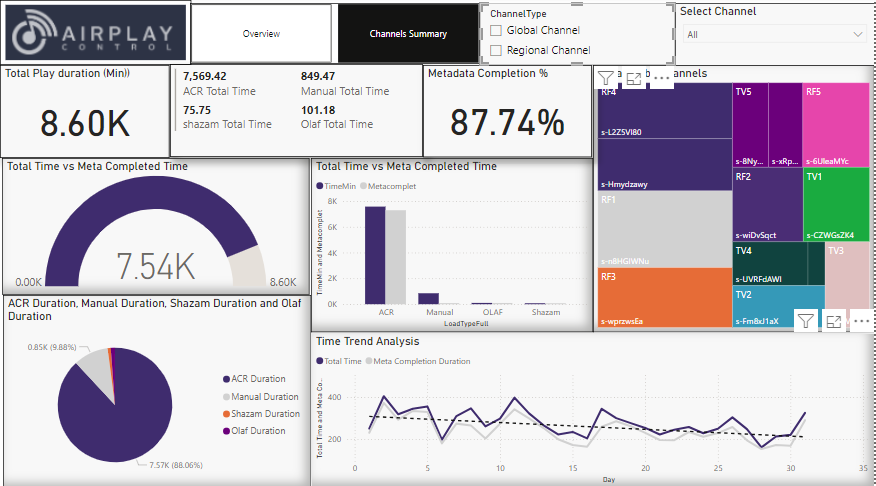 AIRPLAY
CONTROL
Overview
Channels Summary
ChannelType
Global Channel
Regional Channel
Select Channel
All
Total Play duration (Min))
8.60K
7,569.42
ACR Total Time
849.47
Manual Total Time
75.75
shazam Total Time
101.18
Olaf Total Time
Metadata Completion %
87.74%
nnels
RF4
s-L2ZSVI80
s-Hmydzawy
RF1
s-nBHGIWNu
RF3
s-wprzwsEa
TV5
s-8Ny...
s-xRp...
RF5
s-6UleaMYc
RF2
s-wiDvSqct
TV1
s-CZWGsZK4
TV4
s-UVRFdAWI
TV3
TV2
s-Fm8xJ1aX
Total Time vs Meta Completed Time
7.54K
0.00K
8.60K
Total Time vs Meta Completed Time
TimeMin
Metacomplet
TimeMin and Metacomplet
8K
6K
4K
2K
0K
ACR
Manual
OLAF
Shazam
LoadTypeFull
ACR Duration, Manual Duration, Shazam Duration and Olaf
Duration
0.85K (9.88%)
7.57K (88.06%)
ACR Duration
Manual Duration
Shazam Duration
Olaf Duration
Time Trend Analysis
Total Time
Meta Completion Duration
Total Time and Meta Co...
400
200
0
5
10
15
20
25
30
35
Day